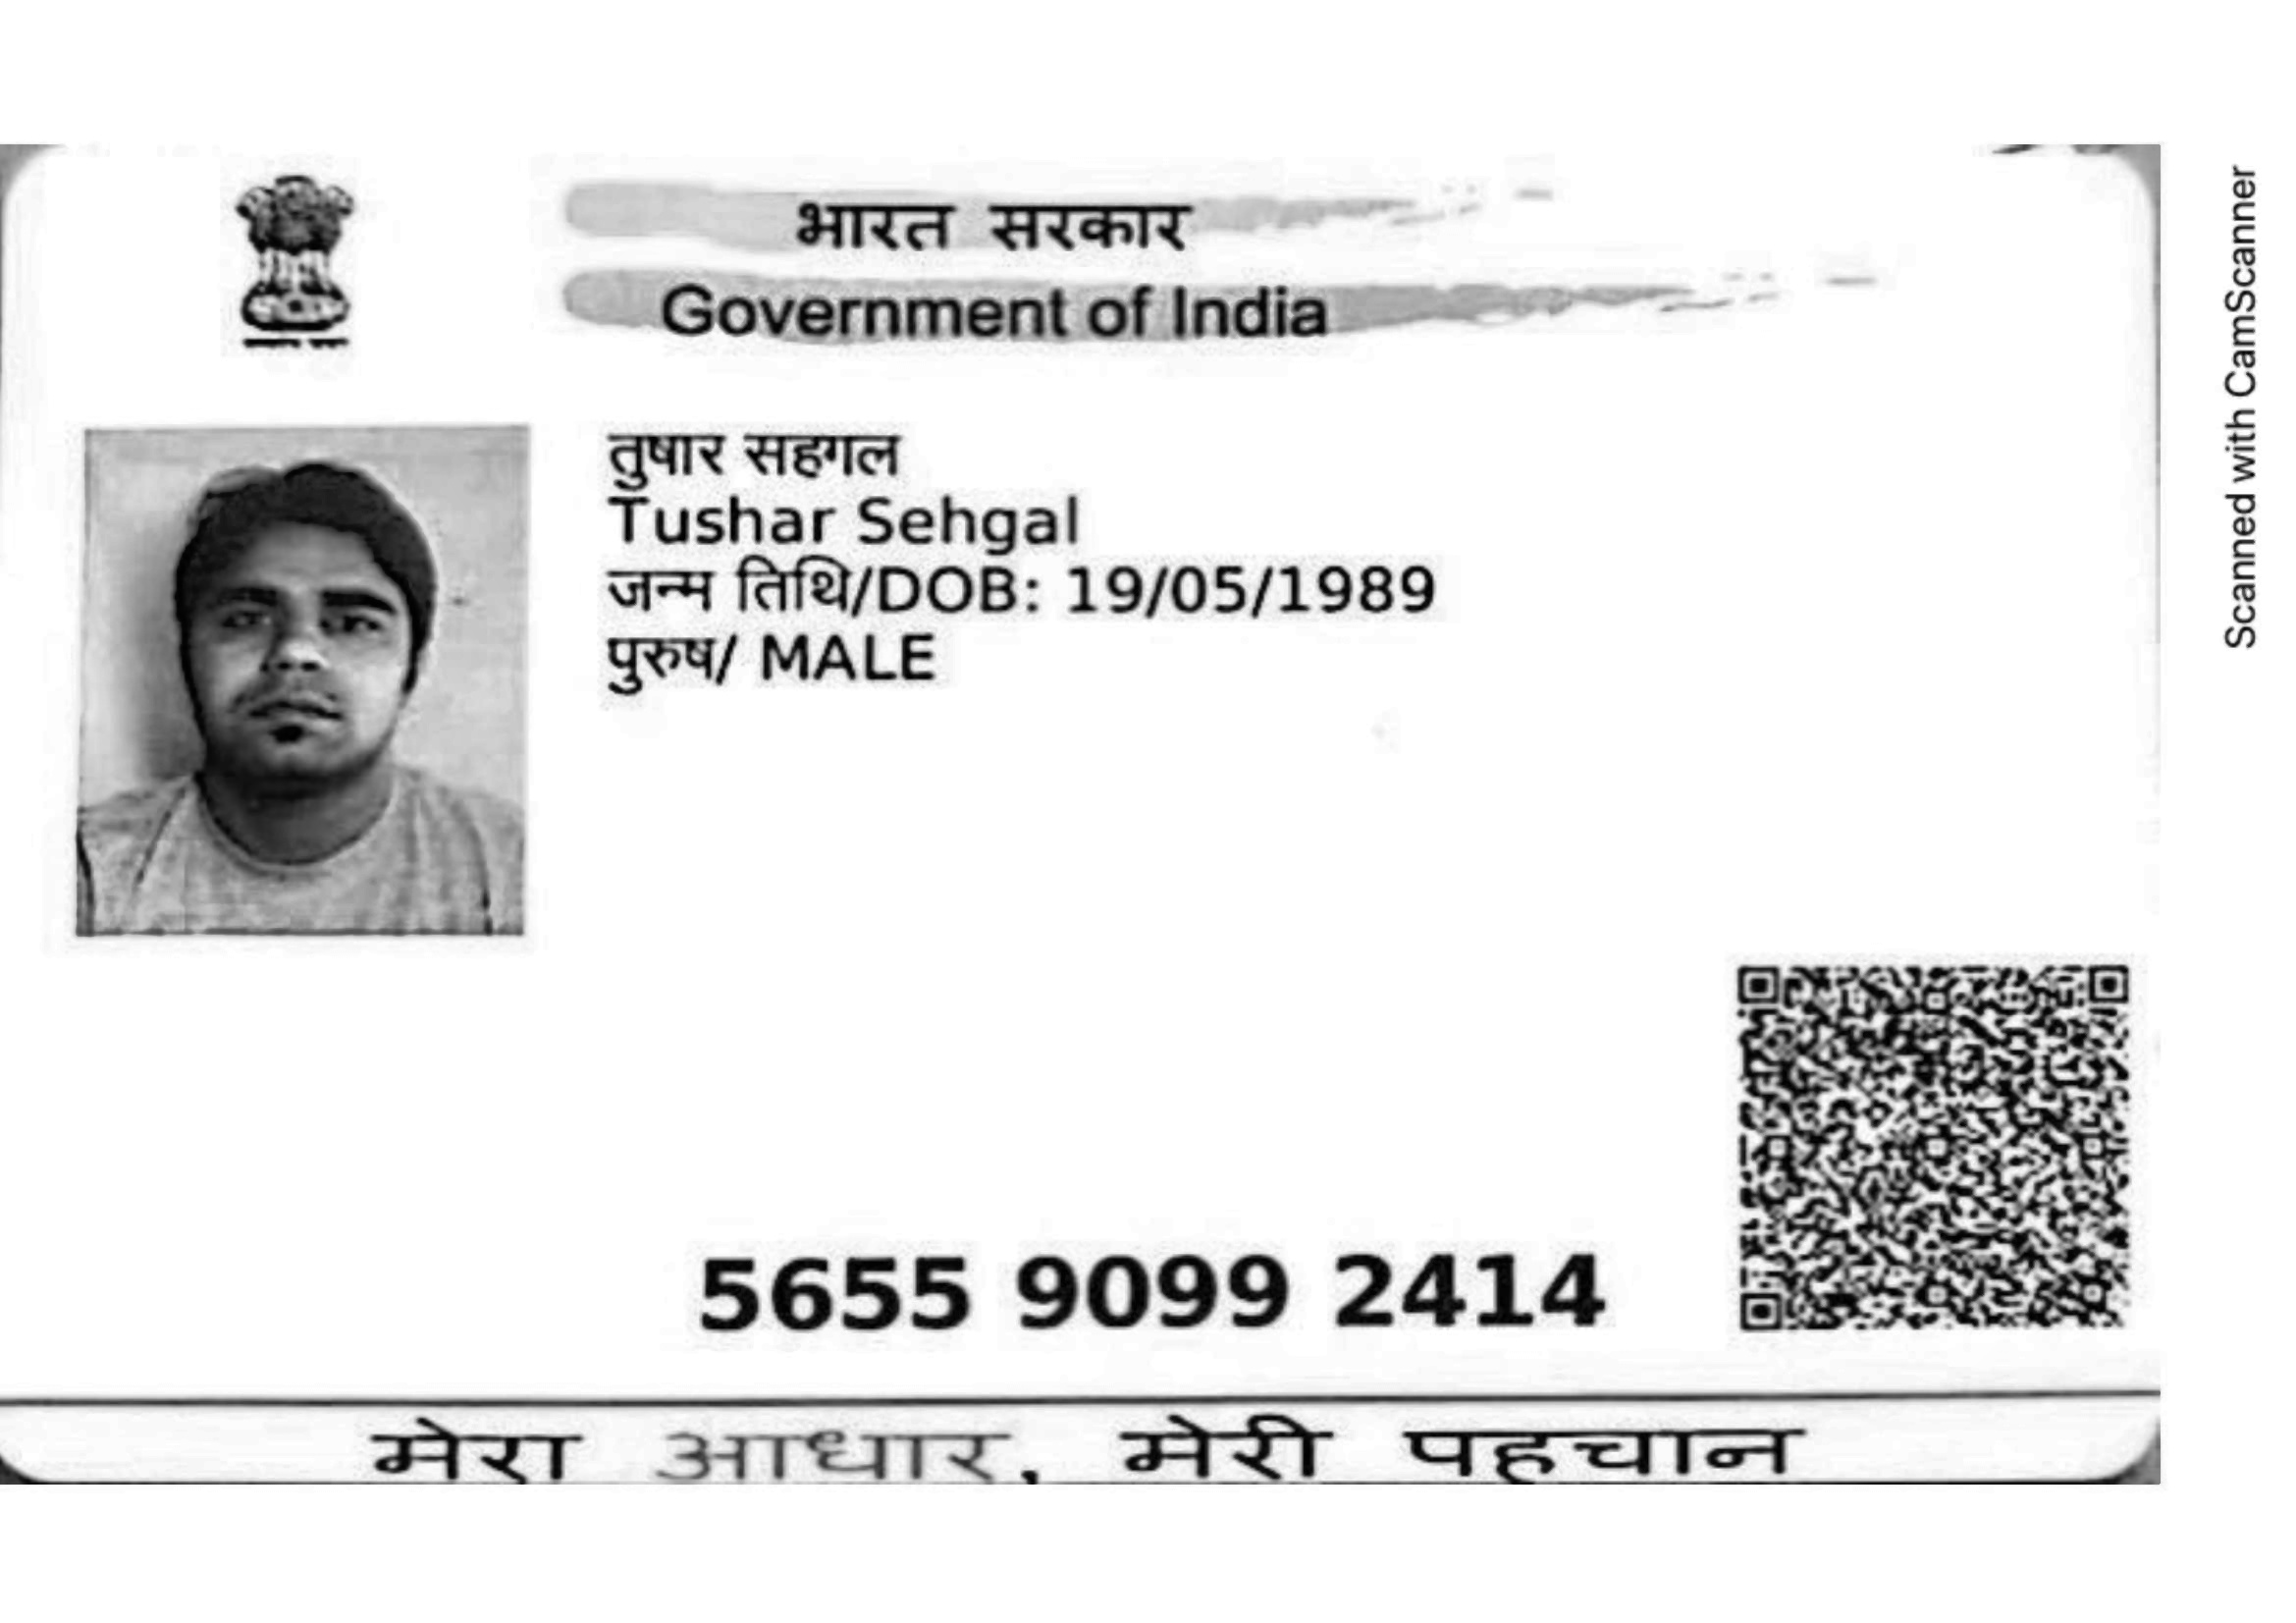 भारत सरकार
Government of India
तुषार सहगल
Tushar Sehgal
जन्म तिथि/DOB: 19/05/1989
पुरुष/ MALE
5655 9099 2414
मेरा आधार, मेरी पहचान
Scanned with CamScanner